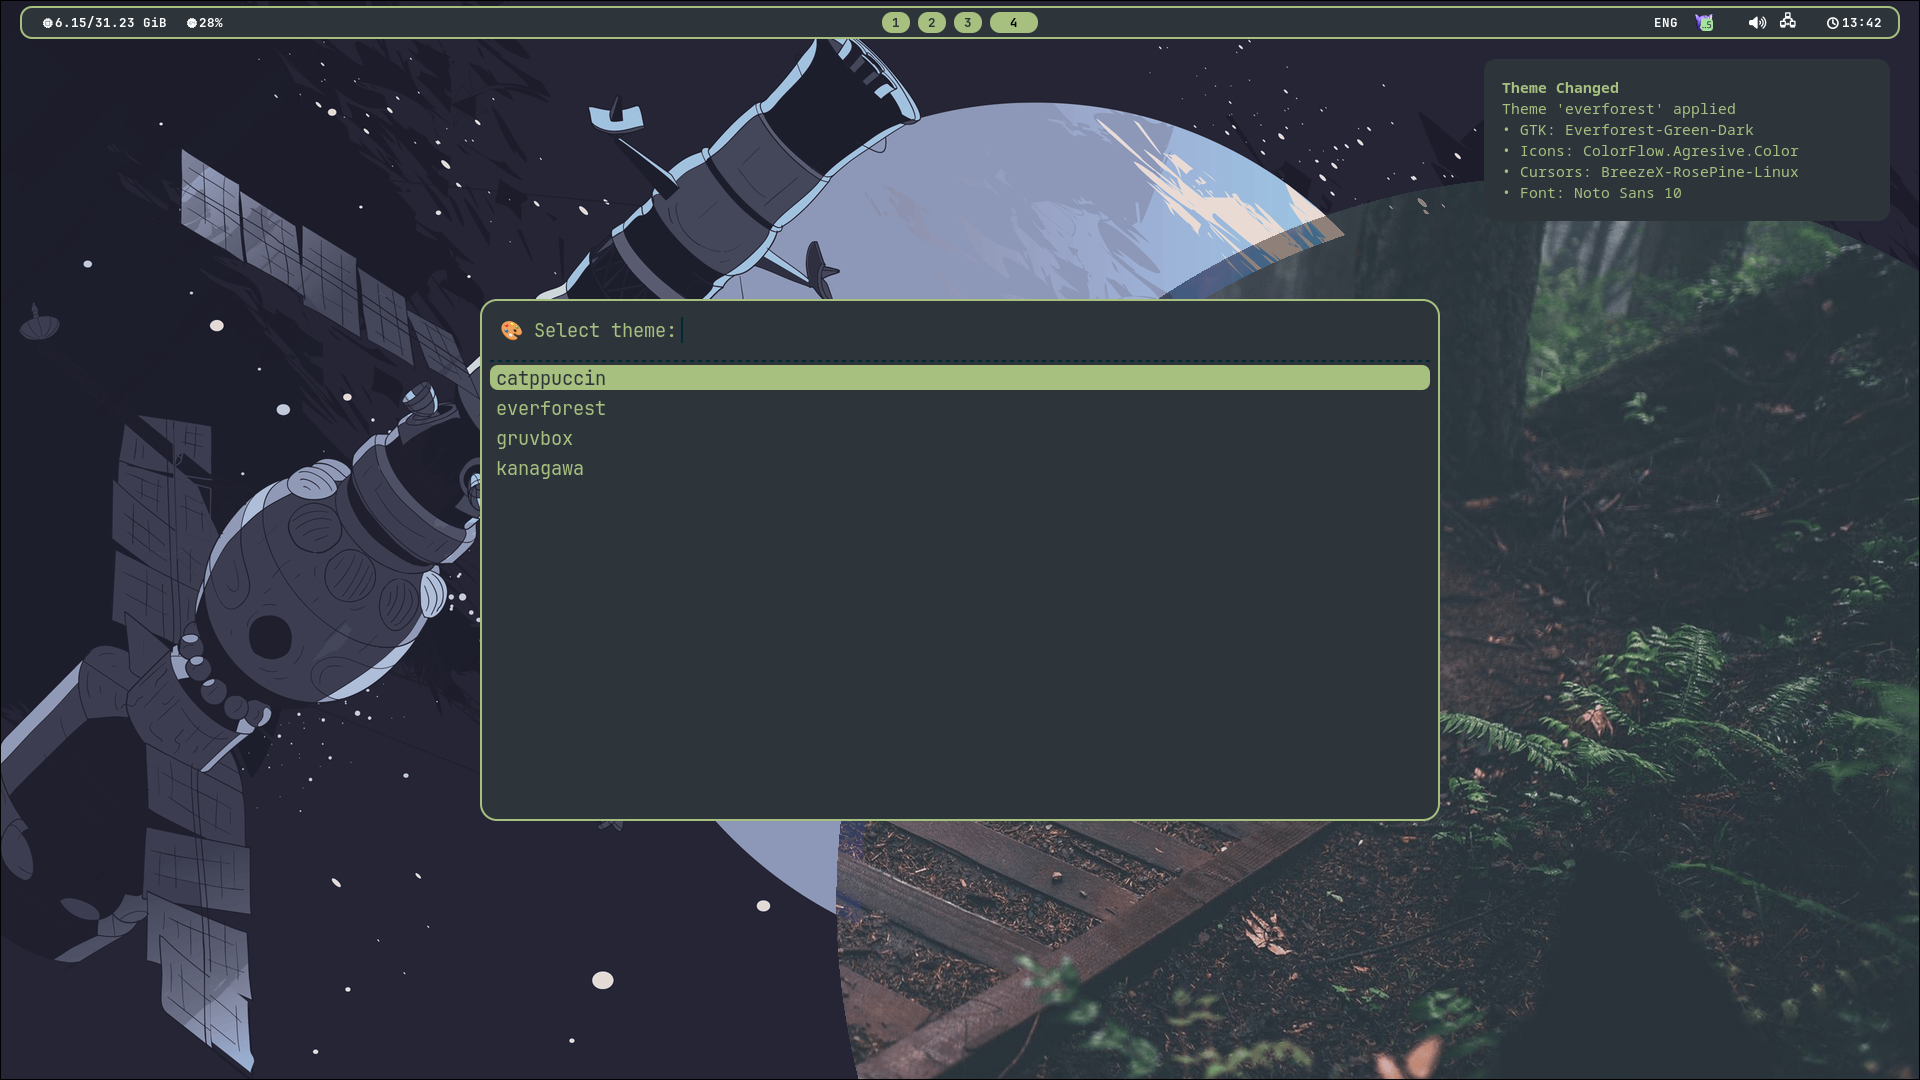 6.15/31.23 GiB 28% 1 2 3 4 ENG 13:42
Theme Changed
Theme 'everforest' applied
• GTK: Everforest-Green-Dark
• Icons: ColorFlow.Agresive.Color
• Cursors: BreezeX-RosePine-Linux
• Font: Noto Sans 10
Select theme:
catppuccin
everforest
gruvbox
kanagawa